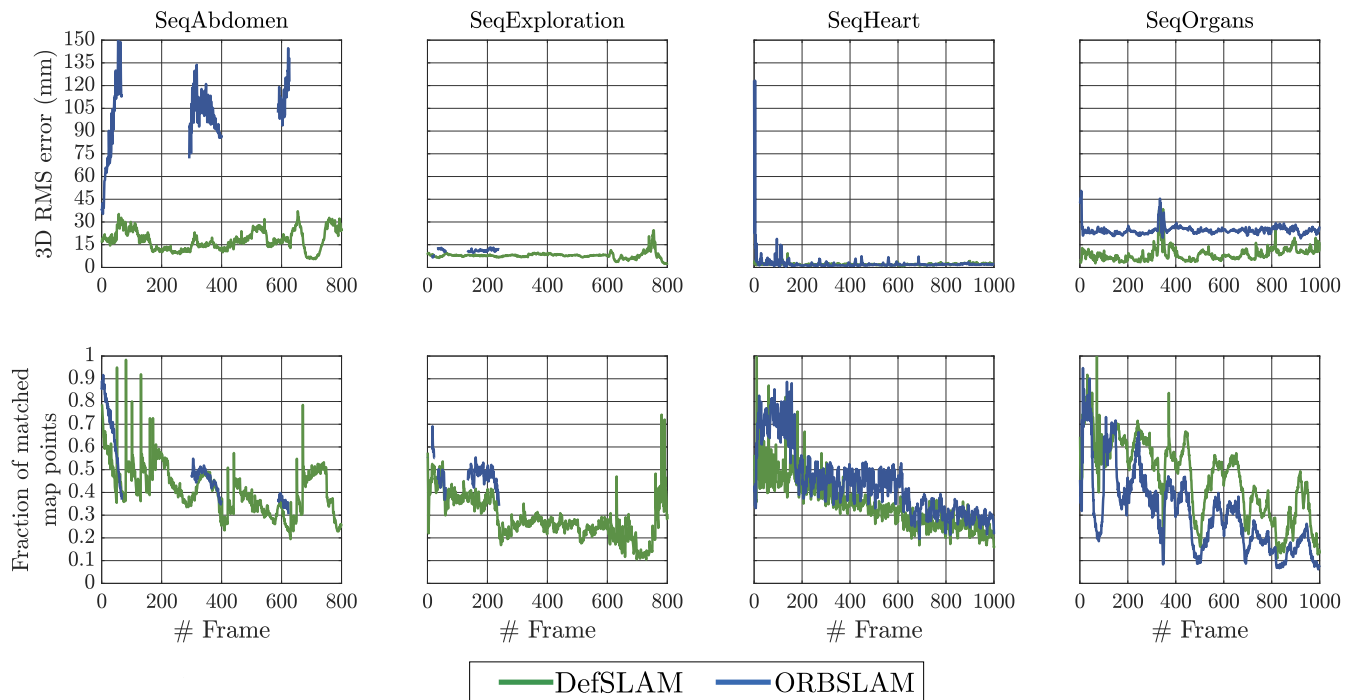 SeqAbdomen SeqExploration SeqHeart SeqOrgans
3D RMS error (mm)
150
135
120
105
90
75
60
45
30
15
0
0 200 400 600 800
0 200 400 600 800
0 200 400 600 800 1000
0 200 400 600 800 1000
Fraction of matched
map points
1
0.9
0.8
0.7
0.6
0.5
0.4
0.3
0.2
0.1
0
0 200 400 600 800
0 200 400 600 800
0 200 400 600 800 1000
0 200 400 600 800 1000
# Frame # Frame # Frame # Frame
DefSLAM ORBSLAM